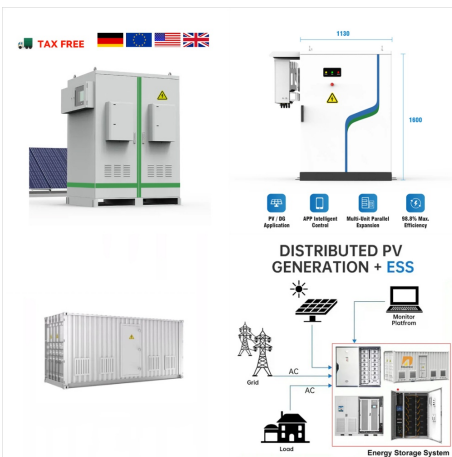 TAX FREE
1130
1600
PV / DG
Application
APP Intelligent
Control
Multi-Unit Parallel
Expansion
98.8% Max.
Efficiency
DISTRIBUTED PV
GENERATION + ESS
Monitor
Platfrom
Grid
AC
AC
Load
Energy Storage System